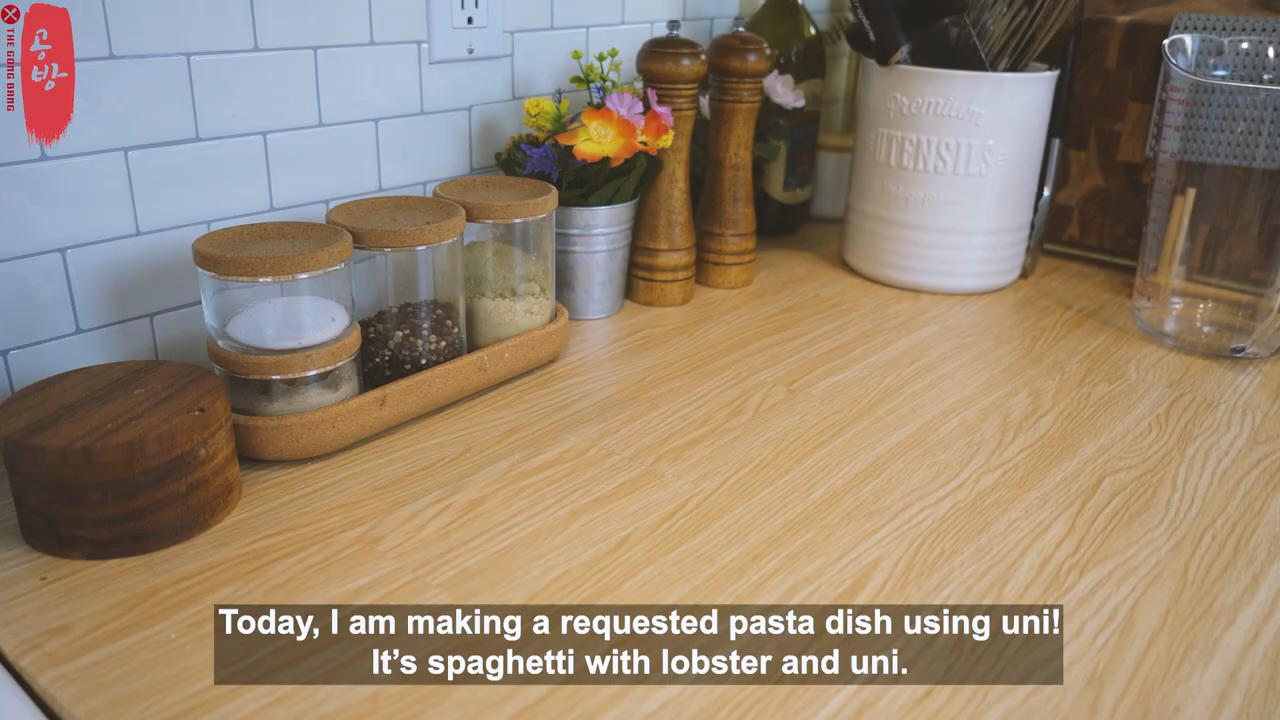 THE GONG BANG
공방
Premium
UTENSILS
Today, I am making a requested pasta dish using uni!
It’s spaghetti with lobster and uni.